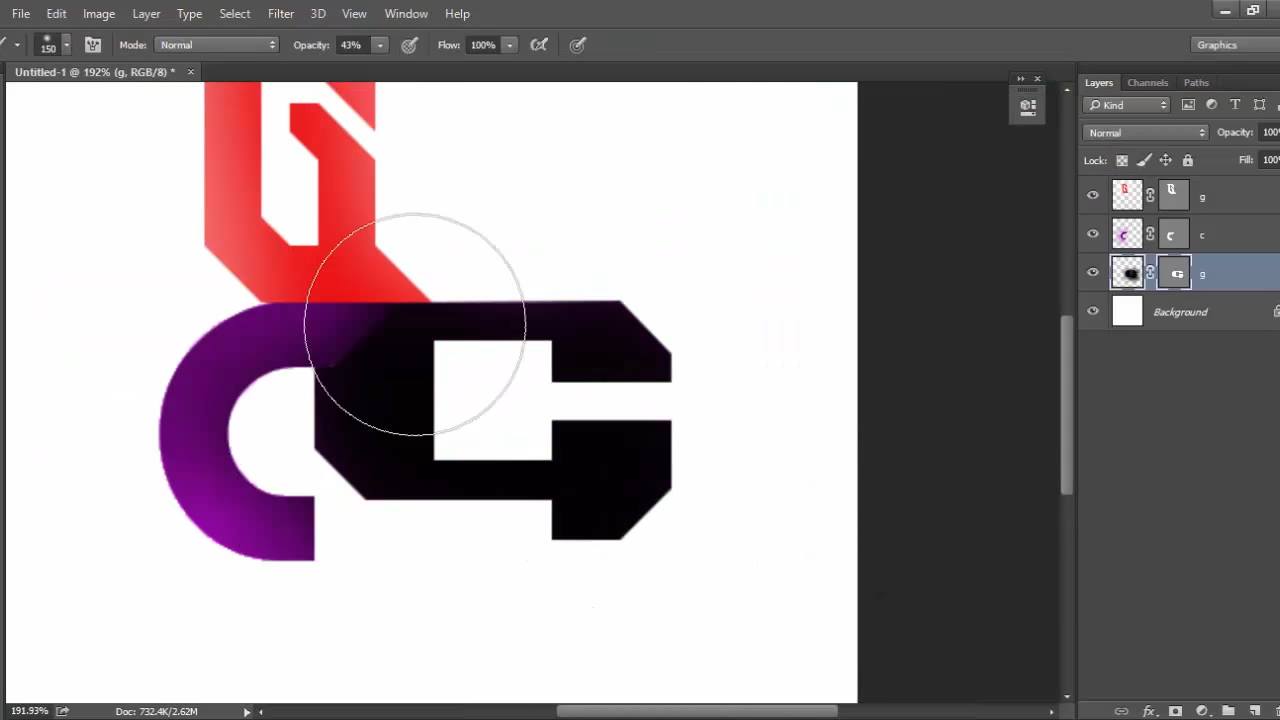 File Edit Image Layer Type Select Filter 3D View Window Help
150 Mode: Normal Opacity: 43% Flow: 100% Graphics
Untitled-1 @ 192% (g, RGB/8) * ×
Layers Channels Paths
Kind
Normal Opacity: 100%
Lock: Fill: 100%
g
c
g
Background
191.93% Doc: 732.4K/2.62M